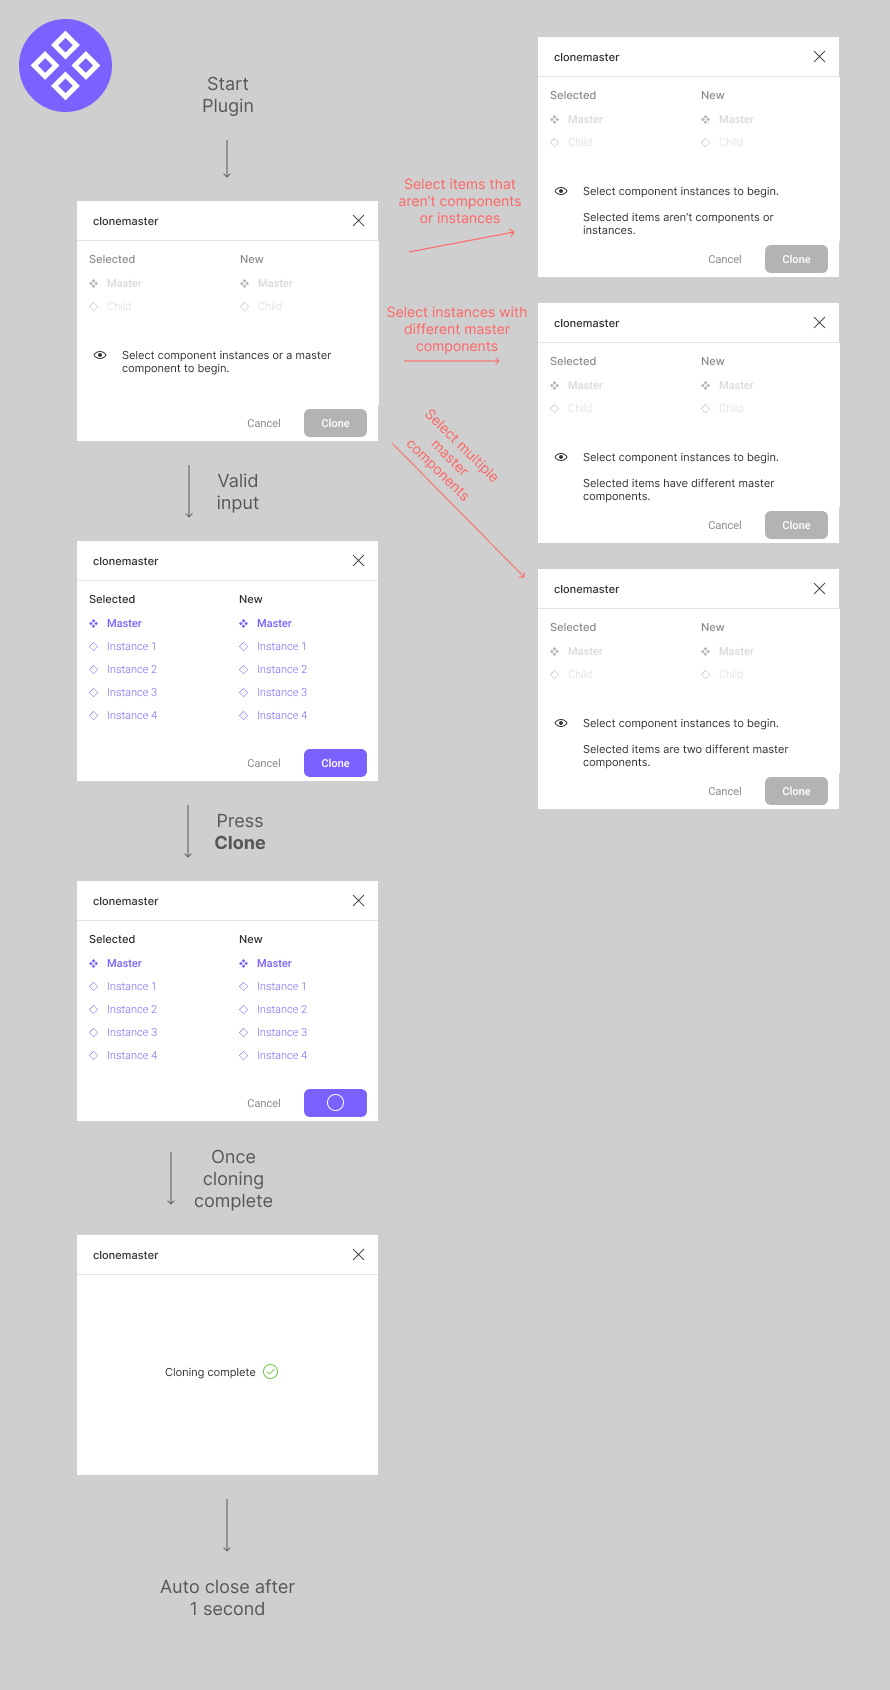 Start
Plugin
clonemaster
Selected New
Master Master
Child Child
Select component instances or a master
component to begin.
Cancel Clone
Select items that
aren't components
or instances
clonemaster
Selected New
Master Master
Child Child
Select component instances to begin.
Selected items aren't components or
instances.
Cancel Clone
Select instances with
different master
components
clonemaster
Selected New
Master Master
Child Child
Select component instances to begin.
Selected items have different master
components.
Cancel Clone
Select multiple
master
components
clonemaster
Selected New
Master Master
Child Child
Select component instances to begin.
Selected items are two different master
components.
Cancel Clone
Valid
input
clonemaster
Selected New
Master Master
Instance 1 Instance 1
Instance 2 Instance 2
Instance 3 Instance 3
Instance 4 Instance 4
Cancel Clone
Press
Clone
clonemaster
Selected New
Master Master
Instance 1 Instance 1
Instance 2 Instance 2
Instance 3 Instance 3
Instance 4 Instance 4
Cancel
Once
cloning
complete
clonemaster
Cloning complete
Auto close after
1 second